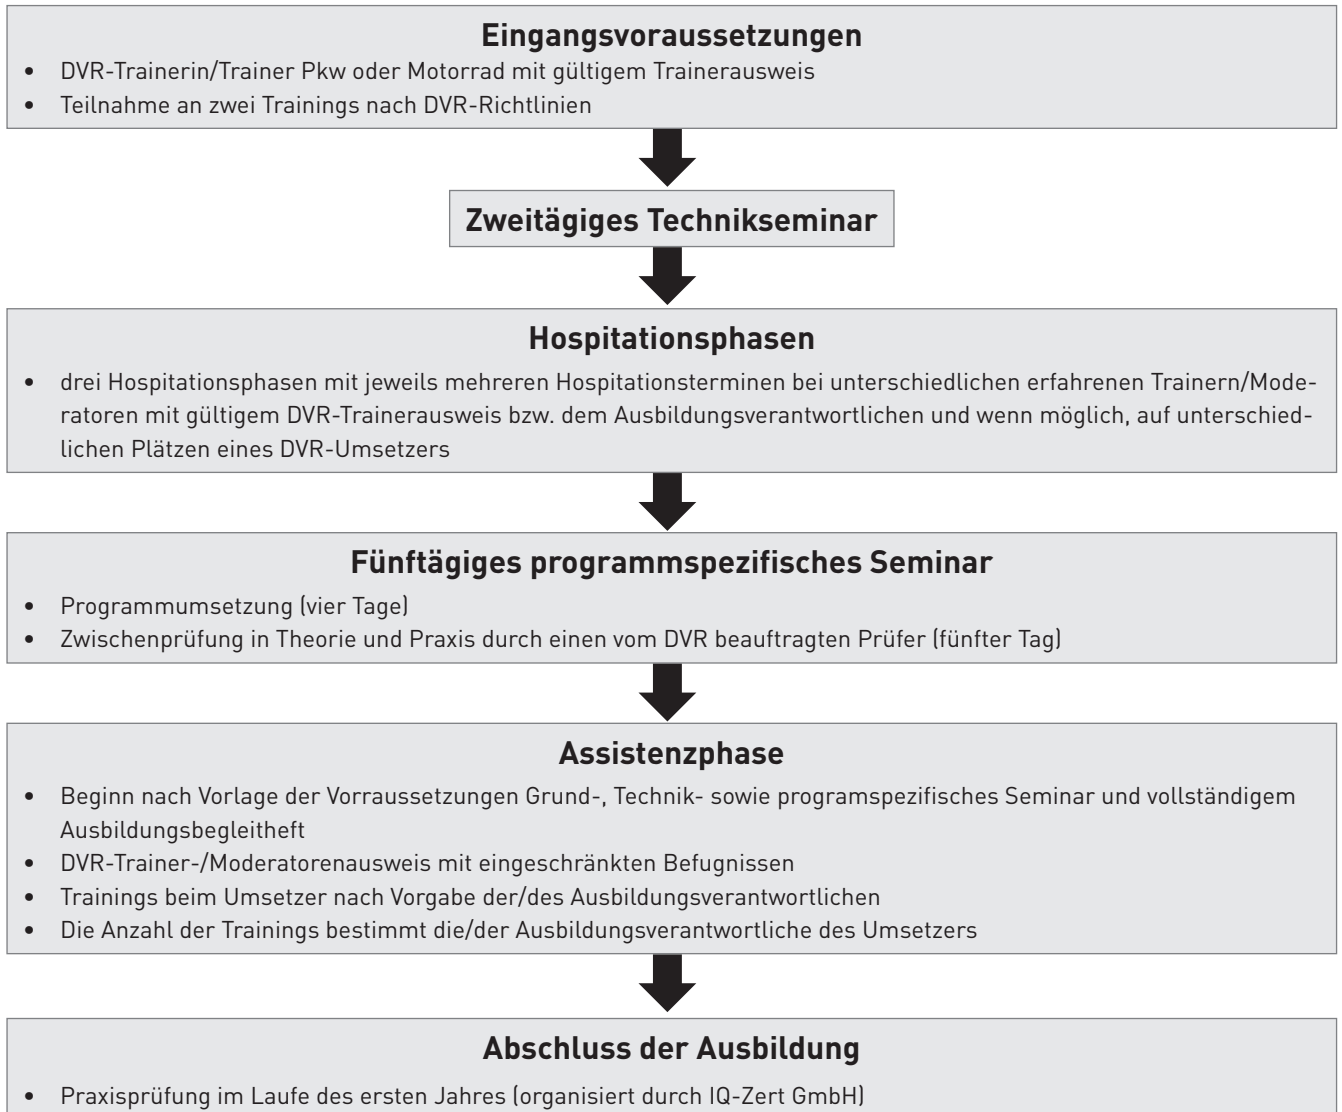 Eingangsvoraussetzungen
• DVR-Trainerin/Trainer Pkw oder Motorrad mit gültigem Trainerausweis
• Teilnahme an zwei Trainings nach DVR-Richtlinien
Zweitägiges Technikseminar
Hospitationsphasen
• drei Hospitationsphasen mit jeweils mehreren Hospitationsterminen bei unterschiedlichen erfahrenen Trainern/Mode-
ratoren mit gültigem DVR-Trainerausweis bzw. dem Ausbildungsverantwortlichen und wenn möglich, auf unterschied-
lichen Plätzen eines DVR-Umsetzers
Fünftägiges programmspezifisches Seminar
• Programmumsetzung (vier Tage)
• Zwischenprüfung in Theorie und Praxis durch einen vom DVR beauftragten Prüfer (fünfter Tag)
Assistenzphase
• Beginn nach Vorlage der Vorraussetzungen Grund-, Technik- sowie programspezifisches Seminar und vollständigem
Ausbildungsbegleitheft
• DVR-Trainer-/Moderatorenausweis mit eingeschränkten Befugnissen
• Trainings beim Umsetzer nach Vorgabe der/des Ausbildungsverantwortlichen
• Die Anzahl der Trainings bestimmt die/der Ausbildungsverantwortliche des Umsetzers
Abschluss der Ausbildung
• Praxisprüfung im Laufe des ersten Jahres (organisiert durch IQ-Zert GmbH)